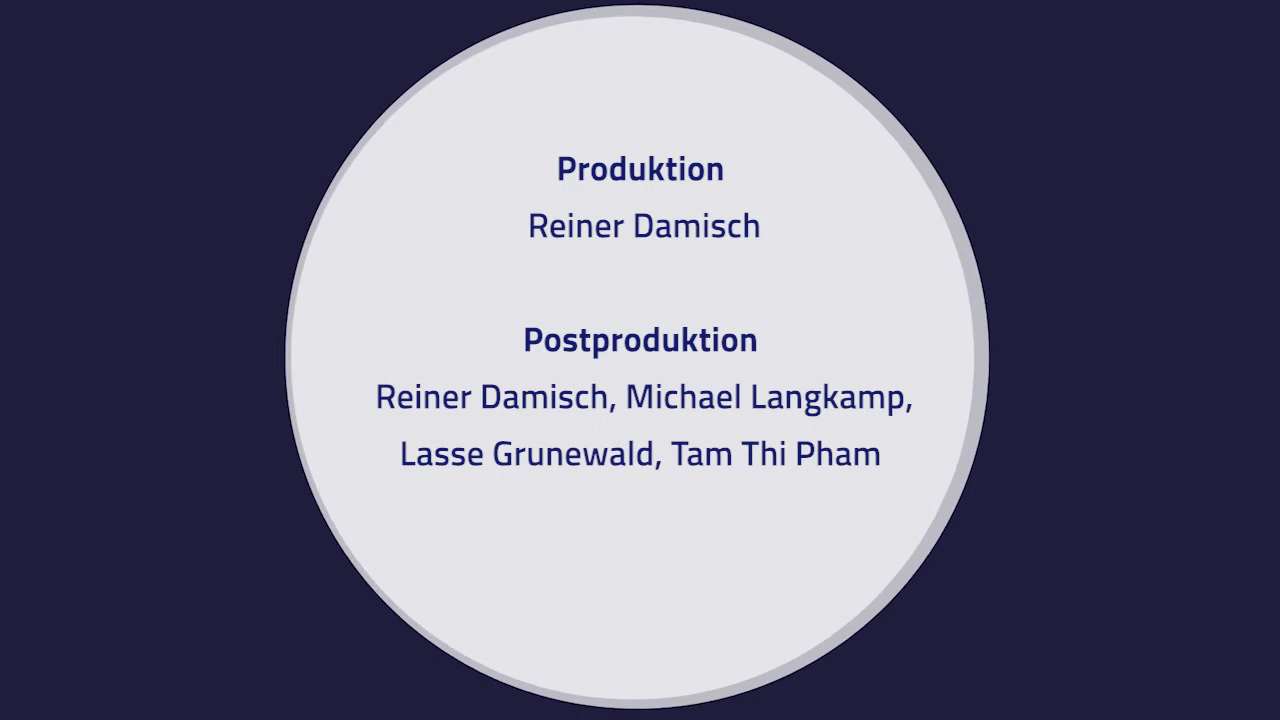 Produktion
Reiner Damisch
Postproduktion
Reiner Damisch, Michael Langkamp,
Lasse Grunewald, Tam Thi Pham